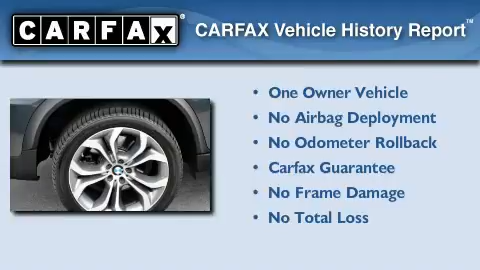 CARFAX® CARFAX Vehicle History Report™
• One Owner Vehicle
• No Airbag Deployment
• No Odometer Rollback
• Carfax Guarantee
• No Frame Damage
• No Total Loss